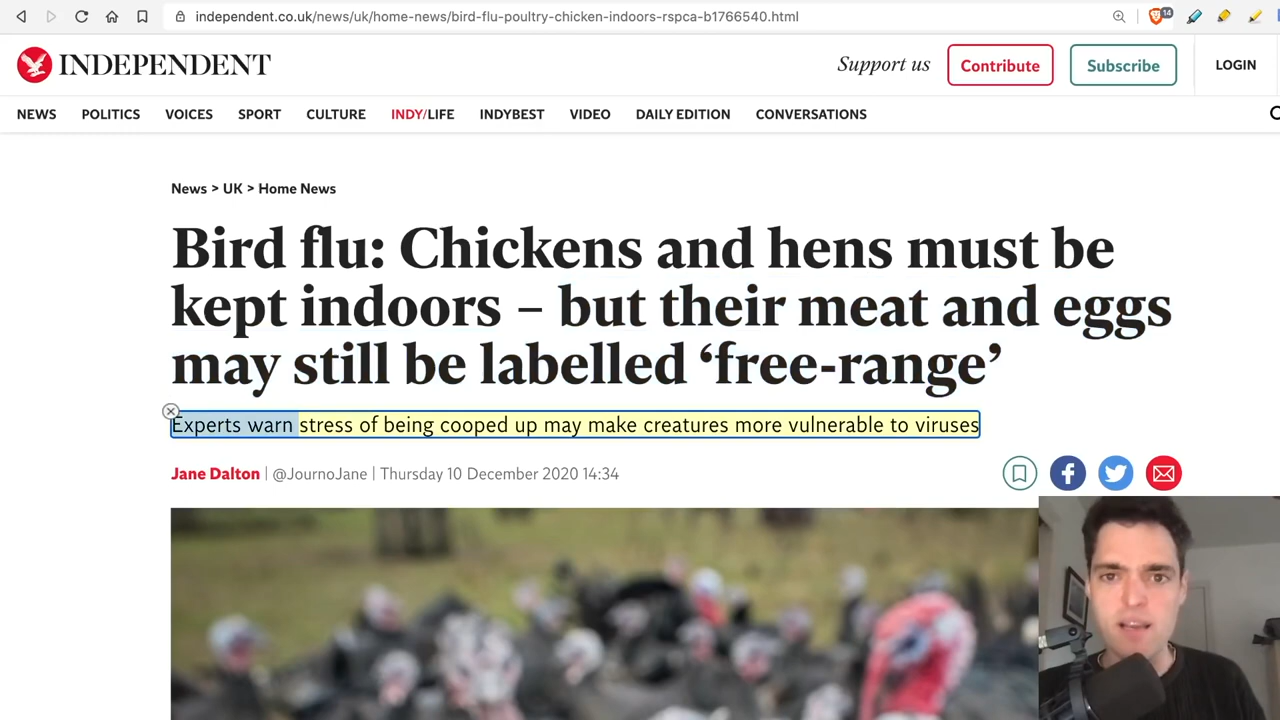 independent.co.uk/news/uk/home-news/bird-flu-poultry-chicken-indoors-rspca-b1766540.html
14
INDEPENDENT
Support us
Contribute
Subscribe
LOGIN
NEWS POLITICS VOICES SPORT CULTURE INDY/LIFE INDYBEST VIDEO DAILY EDITION CONVERSATIONS
News > UK > Home News
Bird flu: Chickens and hens must be
kept indoors – but their meat and eggs
may still be labelled ‘free-range’
Experts warn stress of being cooped up may make creatures more vulnerable to viruses
Jane Dalton | @JournoJane | Thursday 10 December 2020 14:34